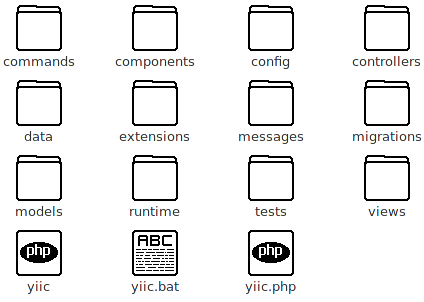 commands components config controllers
data extensions messages migrations
models runtime tests views
php ABC php
yiic yiic.bat yiic.php